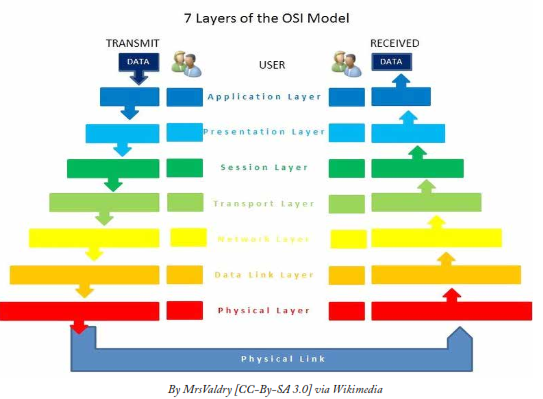 7 Layers of the OSI Model
TRANSMIT
RECEIVED
DATA
USER
DATA
Application Layer
Presentation Layer
Session Layer
Transport Layer
Network Layer
Data Link Layer
Physical Layer
Physical Link
By MrsValdry [CC-By-SA 3.0] via Wikimedia